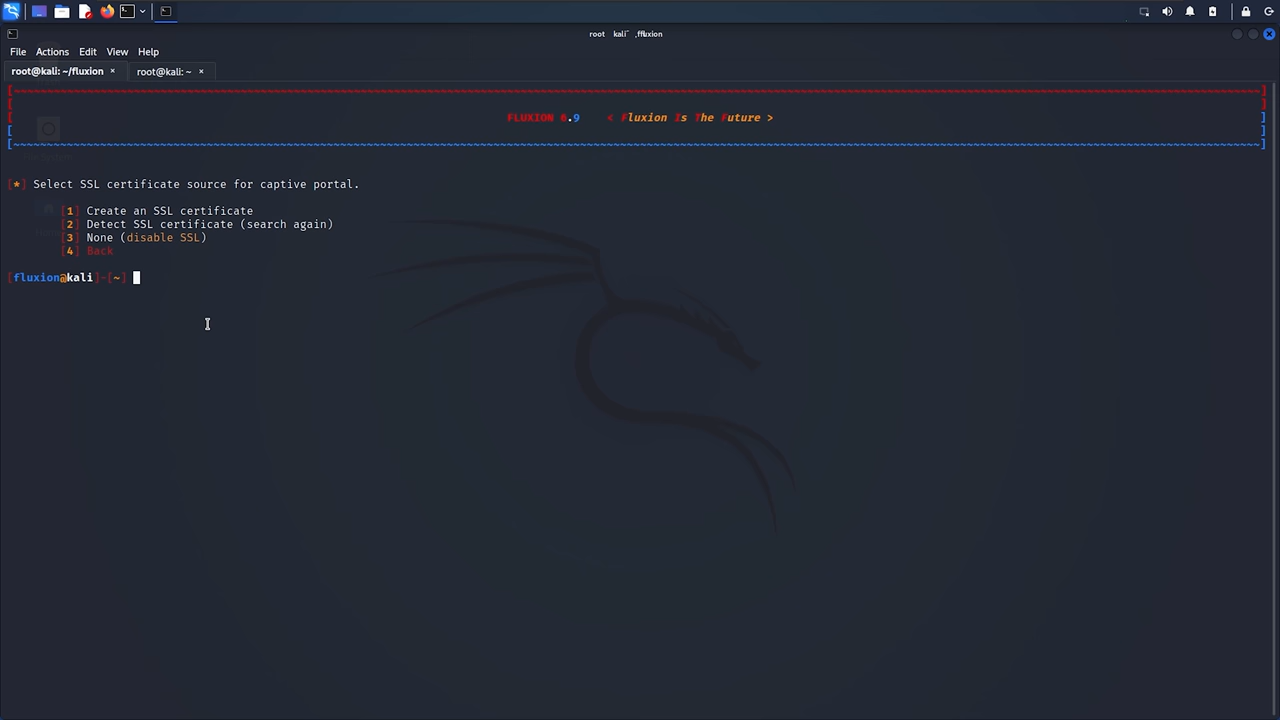 root kali~ ,ffluxion
File Actions Edit View Help
root@kali: ~/fluxion × root@kali: ~ ×
[~~~~~~~~~~~~~~~~~~~~~~~~~~~~~~~~~~~~~~~~~~~~~~~~~~~~~~~~~~~~]
[ ]
[ FLUXION 6.9 < Fluxion Is The Future > ]
[ ]
[~~~~~~~~~~~~~~~~~~~~~~~~~~~~~~~~~~~~~~~~~~~~~~~~~~~~~~~~~~~~]
[*] Select SSL certificate source for captive portal.
[1] Create an SSL certificate
[2] Detect SSL certificate (search again)
[3] None (disable SSL)
[4] Back
[fluxion@kali]-[~]